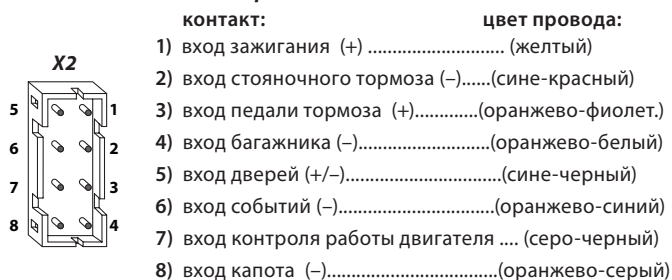 контакт: цвет провода:
X2
1) вход зажигания (+) ............................ (желтый)
2) вход стояночного тормоза (–)......(сине-красный)
3) вход педали тормоза (+).............(оранжево-фиолет.)
4) вход багажника (–)...........................(оранжево-белый)
5) вход дверей (+/–)................................(сине-черный)
6) вход событий (–)................................(оранжево-синий)
7) вход контроля работы двигателя .... (серо-черный)
8) вход капота (–)...................................(оранжево-серый)
5 1
6 2
7 3
8 4